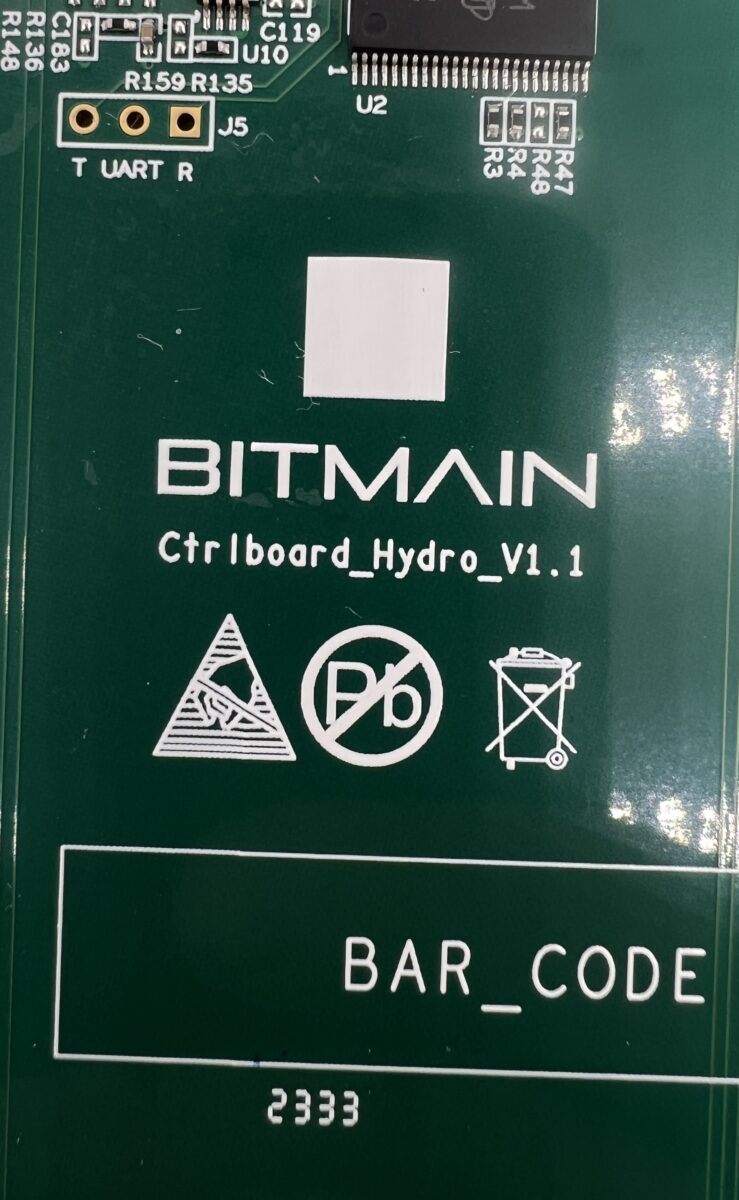 R148
R136
C183
C119
U10
R159 R135
1
U2
J5
T UART R
R3
R4
R48
R47
BITMAIN
Ctrlboard_Hydro_V1.1
Pb
BAR_CODE
2333